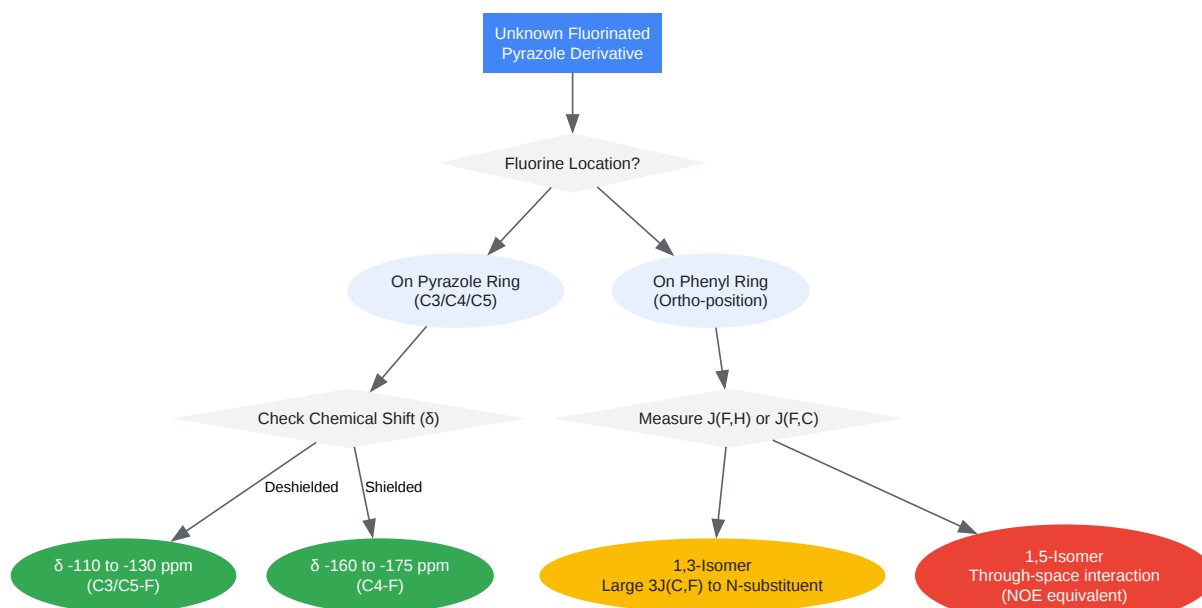 Unknown Fluorinated
Pyrazole Derivative
Fluorine Location?
On Pyrazole Ring
(C3/C4/C5)
On Phenyl Ring
(Ortho-position)
Check Chemical Shift (δ)
Measure J(F,H) or J(F,C)
Deshielded
Shielded
δ -110 to -130 ppm
(C3/C5-F)
δ -160 to -175 ppm
(C4-F)
1,3-Isomer
Large 3J(C,F) to N-substituent
1,5-Isomer
Through-space interaction
(NOE equivalent)